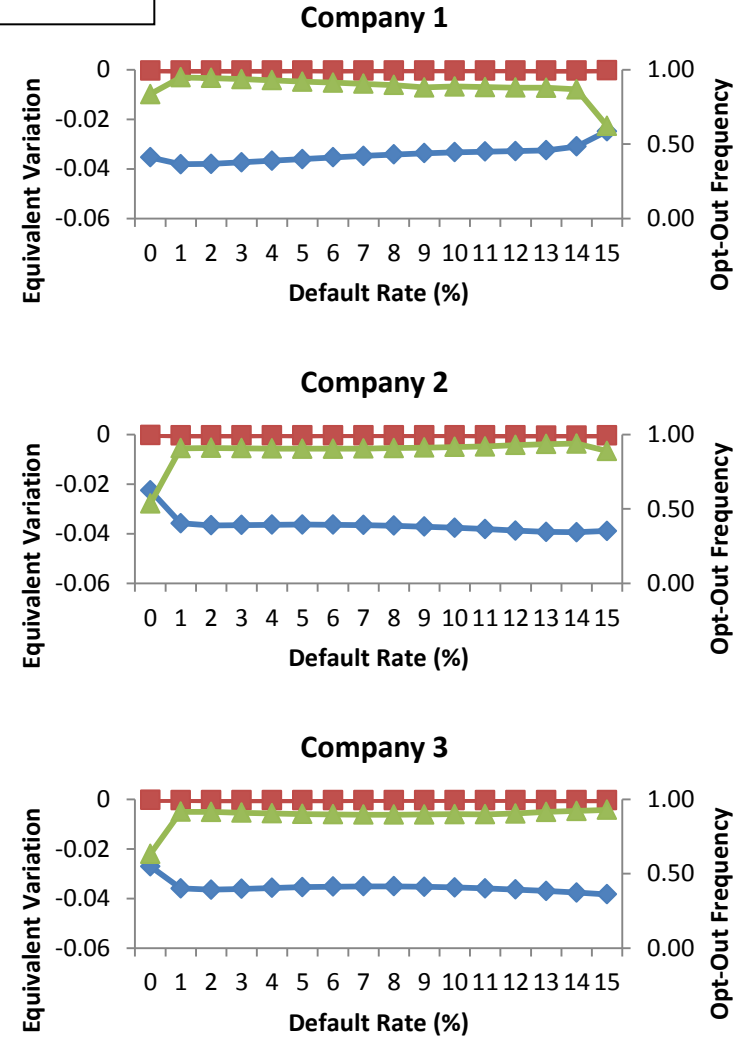 Company 1
Equivalent Variation
0
-0.02
-0.04
-0.06
1.00
0.50
0.00
Opt-Out Frequency
0 1 2 3 4 5 6 7 8 9 10 11 12 13 14 15
Default Rate (%)
Company 2
Equivalent Variation
0
-0.02
-0.04
-0.06
1.00
0.50
0.00
Opt-Out Frequency
0 1 2 3 4 5 6 7 8 9 10 11 12 13 14 15
Default Rate (%)
Company 3
Equivalent Variation
0
-0.02
-0.04
-0.06
1.00
0.50
0.00
Opt-Out Frequency
0 1 2 3 4 5 6 7 8 9 10 11 12 13 14 15
Default Rate (%)